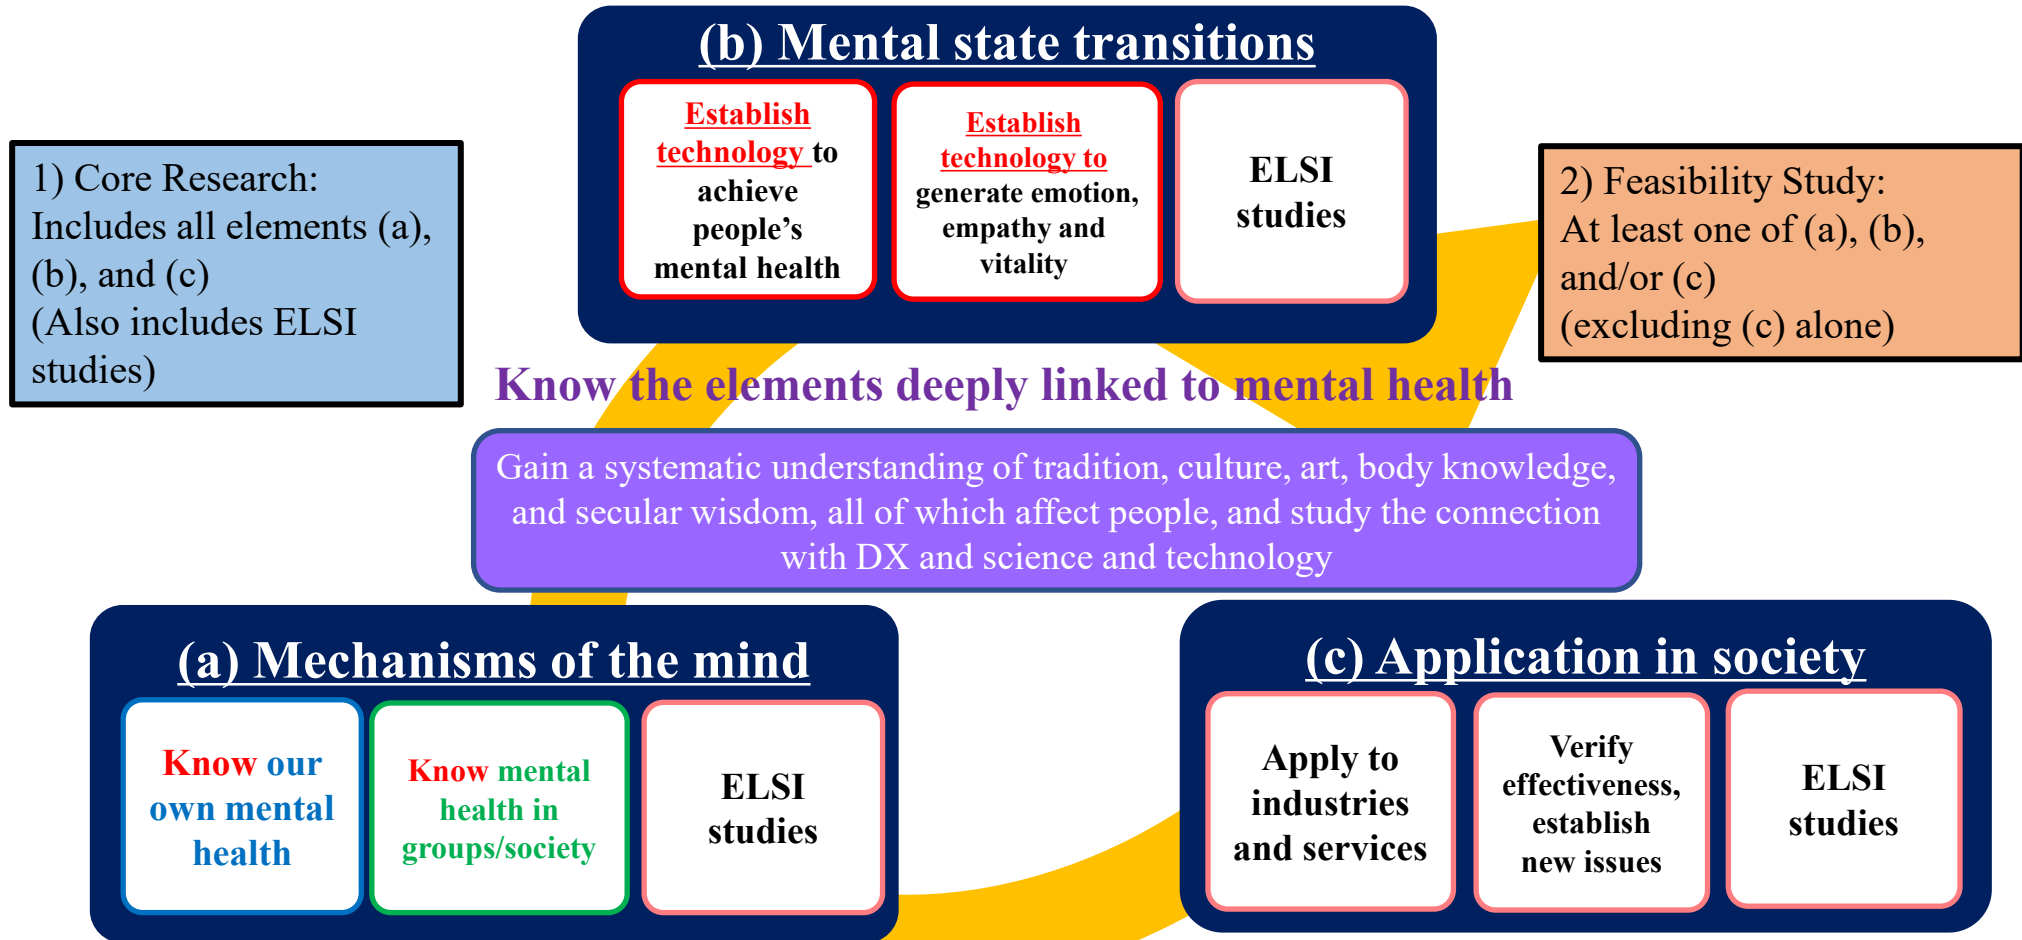 (b) Mental state transitions
Establish
technology to
achieve
people’s
mental health
Establish
technology to
generate emotion,
empathy and
vitality
ELSI
studies
1) Core Research:
Includes all elements (a),
(b), and (c)
(Also includes ELSI
studies)
2) Feasibility Study:
At least one of (a), (b),
and/or (c)
(excluding (c) alone)
Know the elements deeply linked to mental health
Gain a systematic understanding of tradition, culture, art, body knowledge,
and secular wisdom, all of which affect people, and study the connection
with DX and science and technology
(a) Mechanisms of the mind
Know our
own mental
health
Know mental
health in
groups/society
ELSI
studies
(c) Application in society
Apply to
industries
and services
Verify
effectiveness,
establish
new issues
ELSI
studies